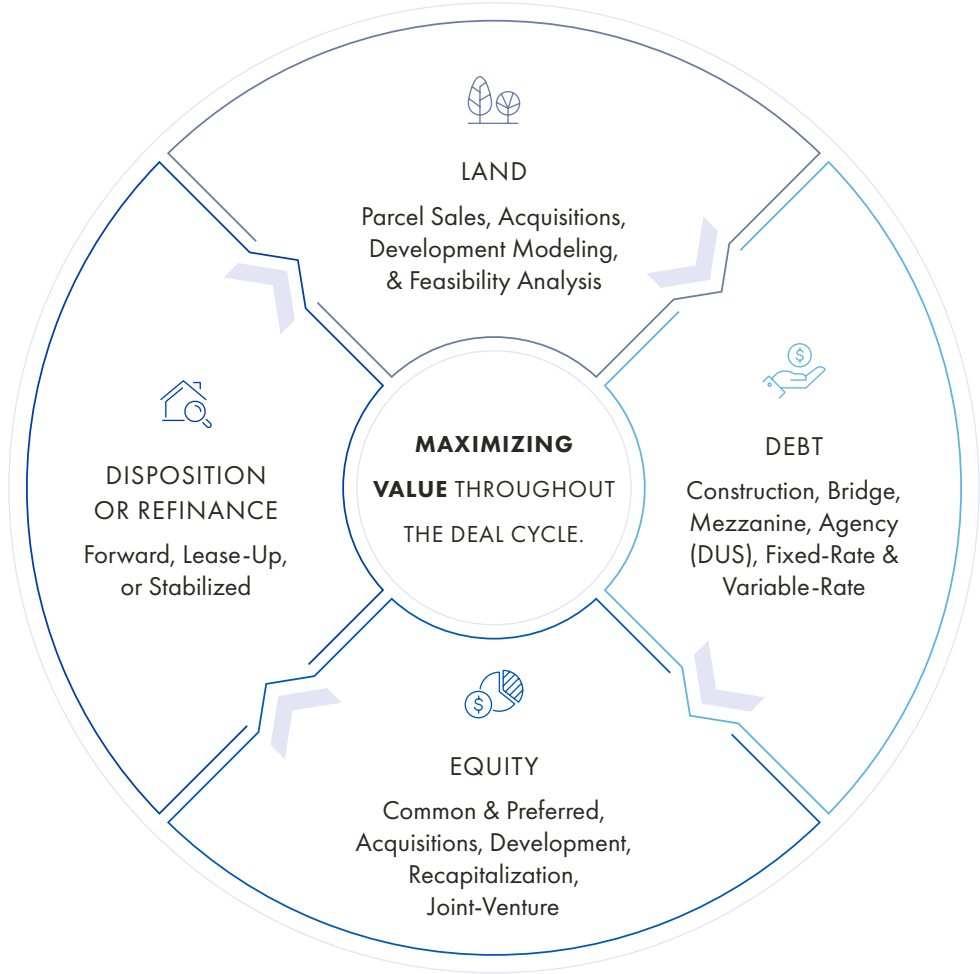 LAND
Parcel Sales, Acquisitions,
Development Modeling,
& Feasibility Analysis
$
DEBT
Construction, Bridge,
Mezzanine, Agency
(DUS), Fixed-Rate &
Variable-Rate
$
EQUITY
Common & Preferred,
Acquisitions, Development,
Recapitalization,
Joint-Venture
DISPOSITION
OR REFINANCE
Forward, Lease-Up,
or Stabilized
MAXIMIZING
VALUE THROUGHOUT
THE DEAL CYCLE.